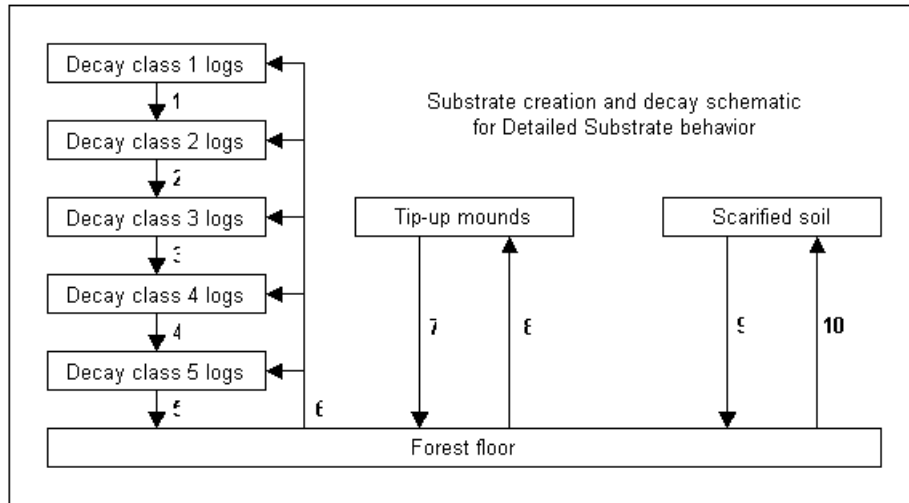 Decay class 1 logs
1
Substrate creation and decay schematic
for Detailed Substrate behavior
Decay class 2 logs
2
Decay class 3 logs
Tip-up mounds
Scarified soil
3
Decay class 4 logs
7
8
9
10
4
Decay class 5 logs
5
6
Forest floor